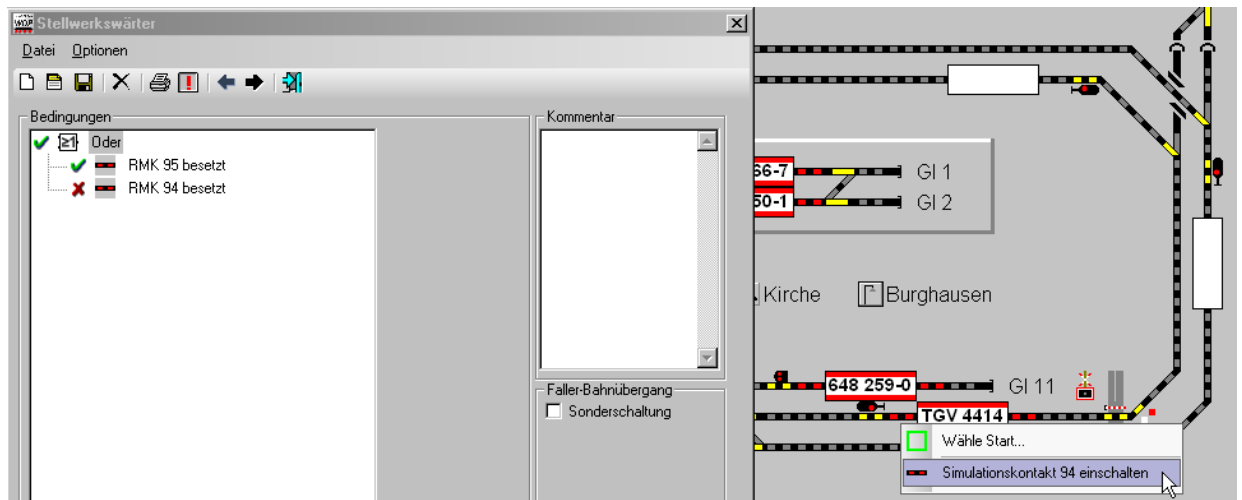 WDP Stellwerkswärter
Datei Optionen
Bedingungen
≥1 Oder
RMK 95 besetzt
RMK 94 besetzt
Kommentar
Faller-Bahnübergang
Sonderschaltung
66-7 Gl 1
50-1 Gl 2
Kirche Burghausen
648 259-0 Gl 11
TGV 4414
Wähle Start...
Simulationskontakt 94 einschalten